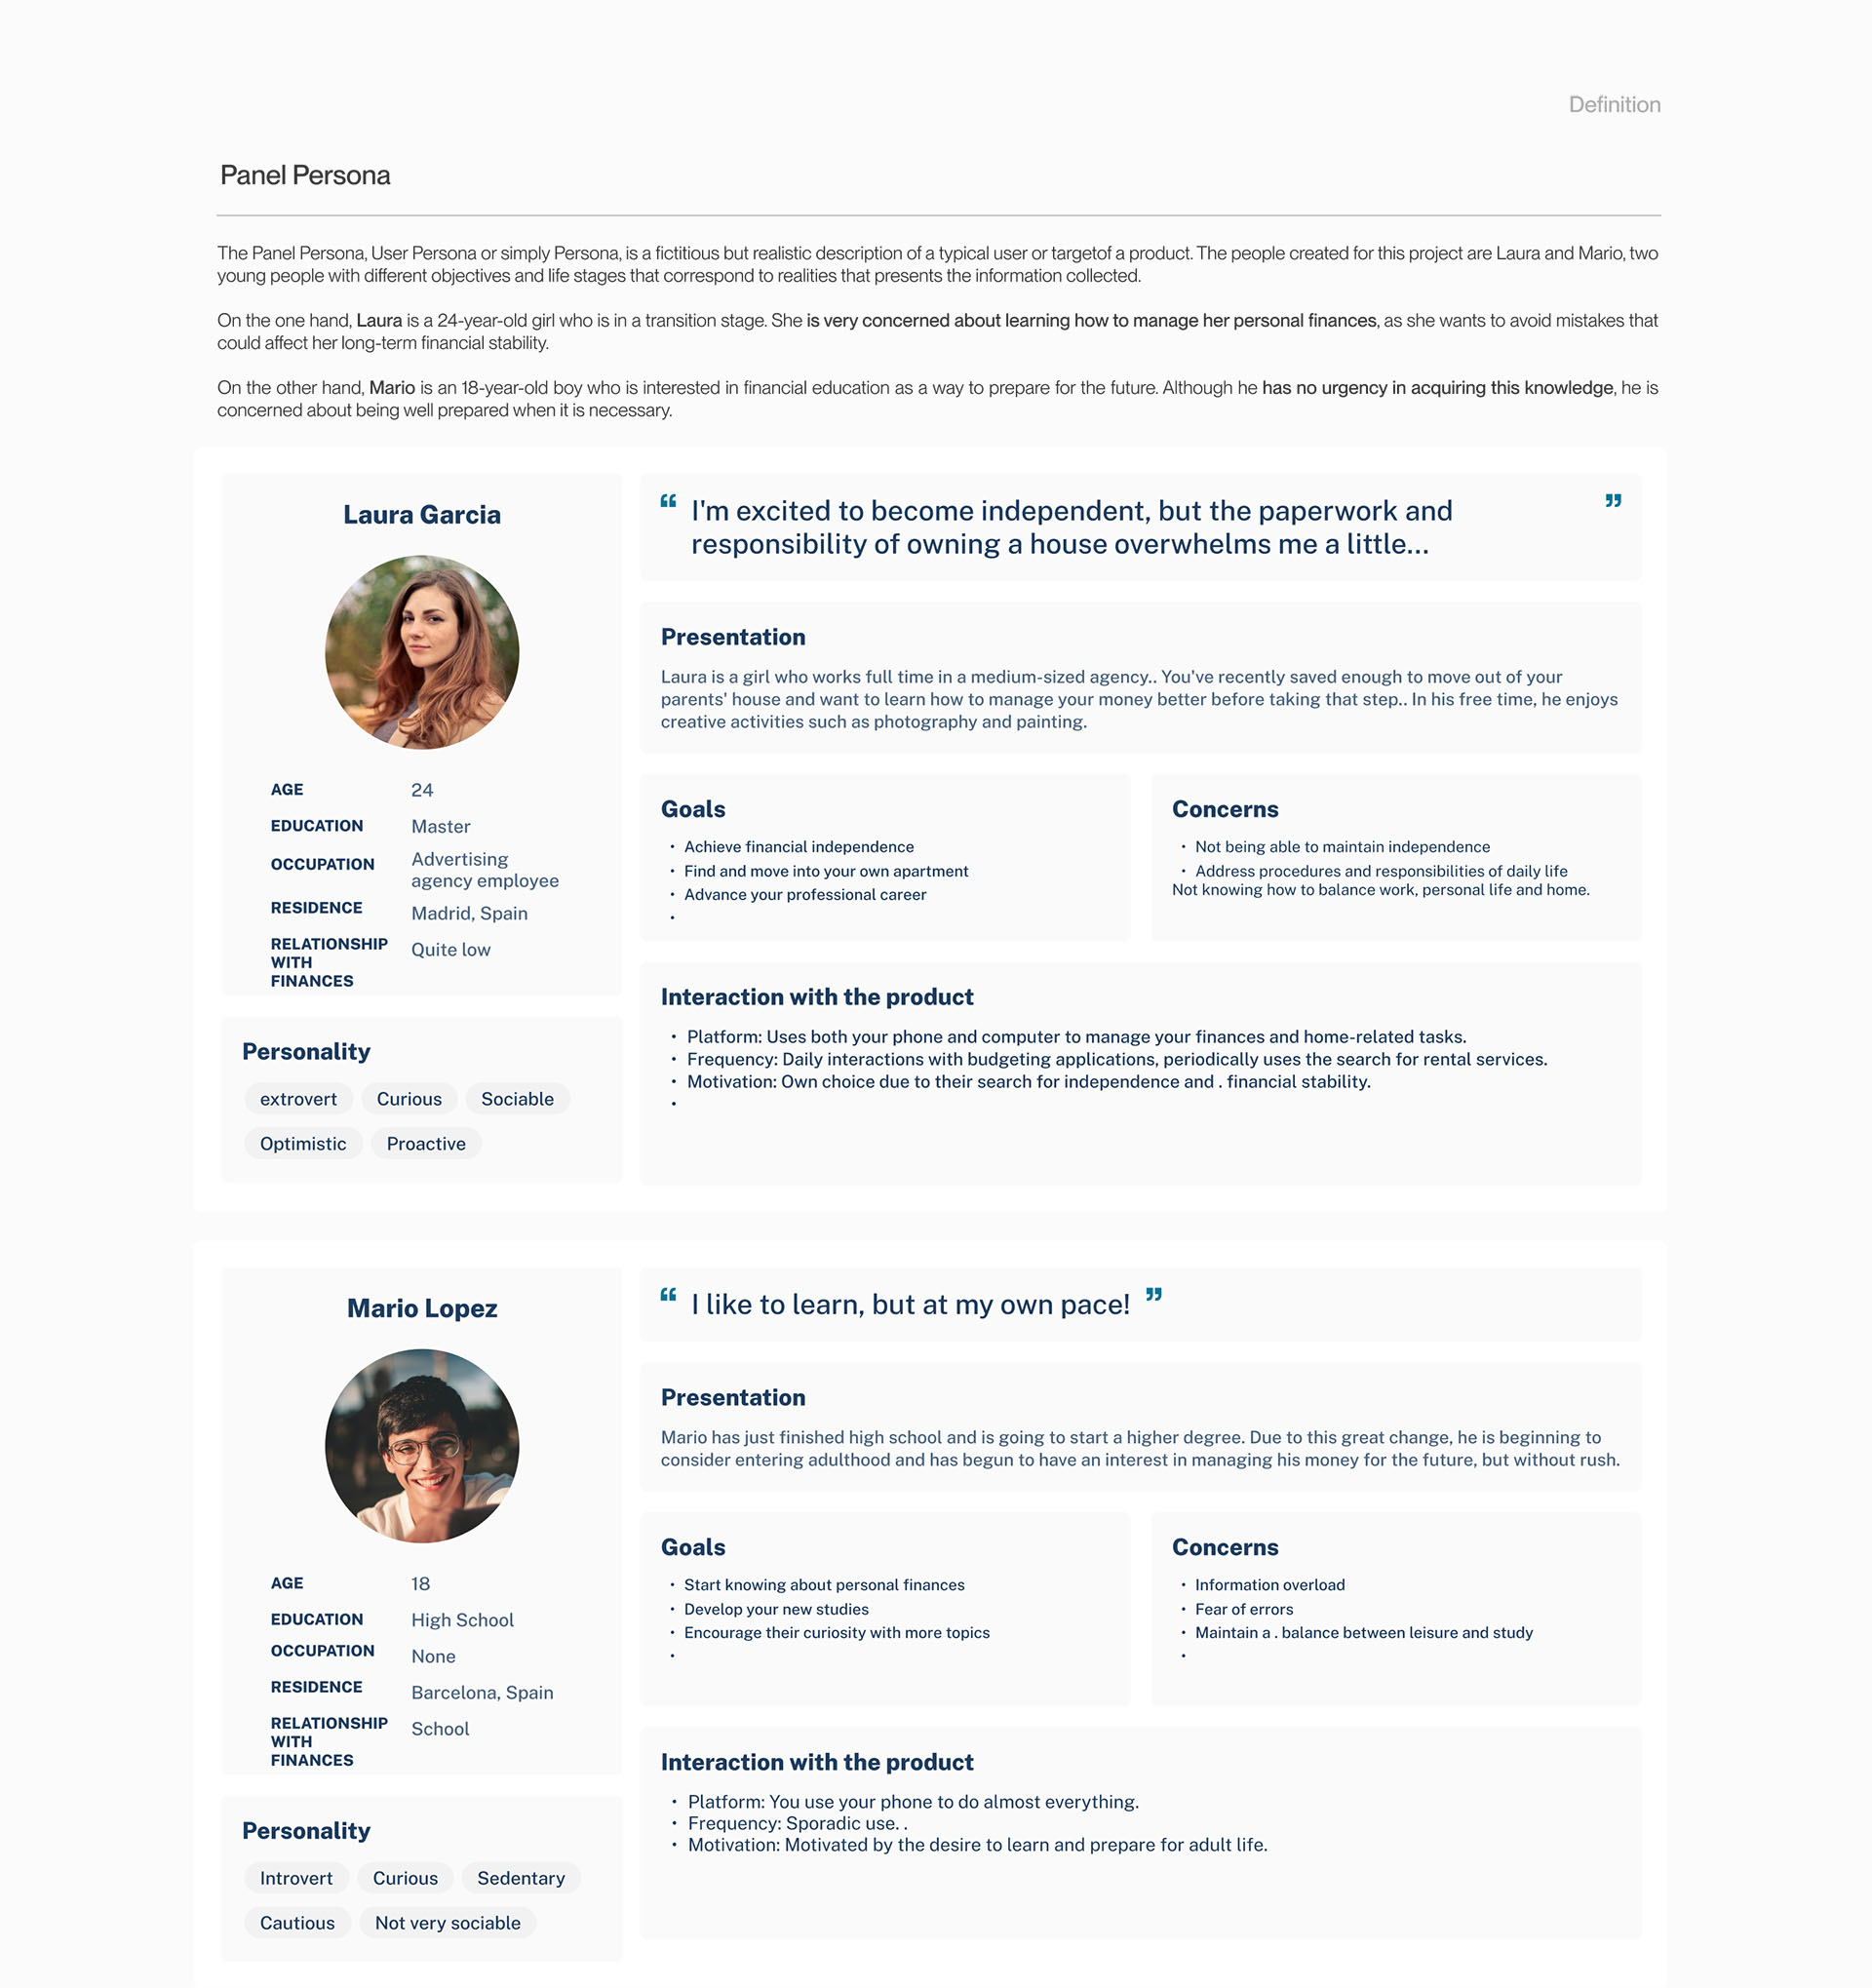 Definition
Panel Persona
The Panel Persona, User Persona or simply Persona, is a fictitious but realistic description of a typical user or targetof a product. The people created for this project are Laura and Mario, two
young people with different objectives and life stages that correspond to realities that presents the information collected.
On the one hand, Laura is a 24-year-old girl who is in a transition stage. She is very concerned about learning how to manage her personal finances, as she wants to avoid mistakes that
could affect her long-term financial stability.
On the other hand, Mario is an 18-year-old boy who is interested in financial education as a way to prepare for the future. Although he has no urgency in acquiring this knowledge, he is
concerned about being well prepared when it is necessary.
Laura Garcia
AGE 24
EDUCATION Master
OCCUPATION Advertising
agency employee
RESIDENCE Madrid, Spain
RELATIONSHIP Quite low
WITH
FINANCES
Personality
extrovert Curious Sociable
Optimistic Proactive
“ I'm excited to become independent, but the paperwork and ”
responsibility of owning a house overwhelms me a little...
Presentation
Laura is a girl who works full time in a medium-sized agency.. You've recently saved enough to move out of your
parents' house and want to learn how to manage your money better before taking that step.. In his free time, he enjoys
creative activities such as photography and painting.
Goals
• Achieve financial independence
• Find and move into your own apartment
• Advance your professional career
•
Concerns
• Not being able to maintain independence
• Address procedures and responsibilities of daily life
Not knowing how to balance work, personal life and home.
Interaction with the product
• Platform: Uses both your phone and computer to manage your finances and home-related tasks.
• Frequency: Daily interactions with budgeting applications, periodically uses the search for rental services.
• Motivation: Own choice due to their search for independence and . financial stability.
•
Mario Lopez
AGE 18
EDUCATION High School
OCCUPATION None
RESIDENCE Barcelona, Spain
RELATIONSHIP School
WITH
FINANCES
Personality
Introvert Curious Sedentary
Cautious Not very sociable
“ I like to learn, but at my own pace! ”
Presentation
Mario has just finished high school and is going to start a higher degree. Due to this great change, he is beginning to
consider entering adulthood and has begun to have an interest in managing his money for the future, but without rush.
Goals
• Start knowing about personal finances
• Develop your new studies
• Encourage their curiosity with more topics
•
Concerns
• Information overload
• Fear of errors
• Maintain a . balance between leisure and study
•
Interaction with the product
• Platform: You use your phone to do almost everything.
• Frequency: Sporadic use. .
• Motivation: Motivated by the desire to learn and prepare for adult life.